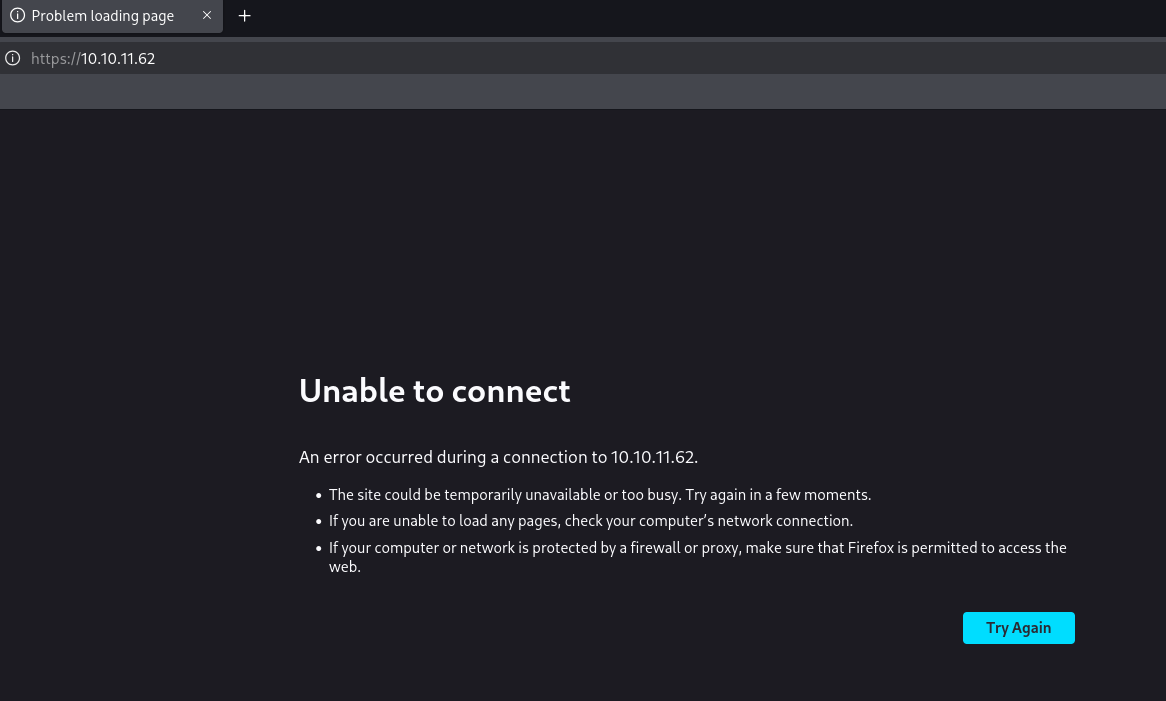 Problem loading page
https://10.10.11.62
Unable to connect
An error occurred during a connection to 10.10.11.62.
The site could be temporarily unavailable or too busy. Try again in a few moments.
If you are unable to load any pages, check your computer’s network connection.
If your computer or network is protected by a firewall or proxy, make sure that Firefox is permitted to access the
web.
Try Again